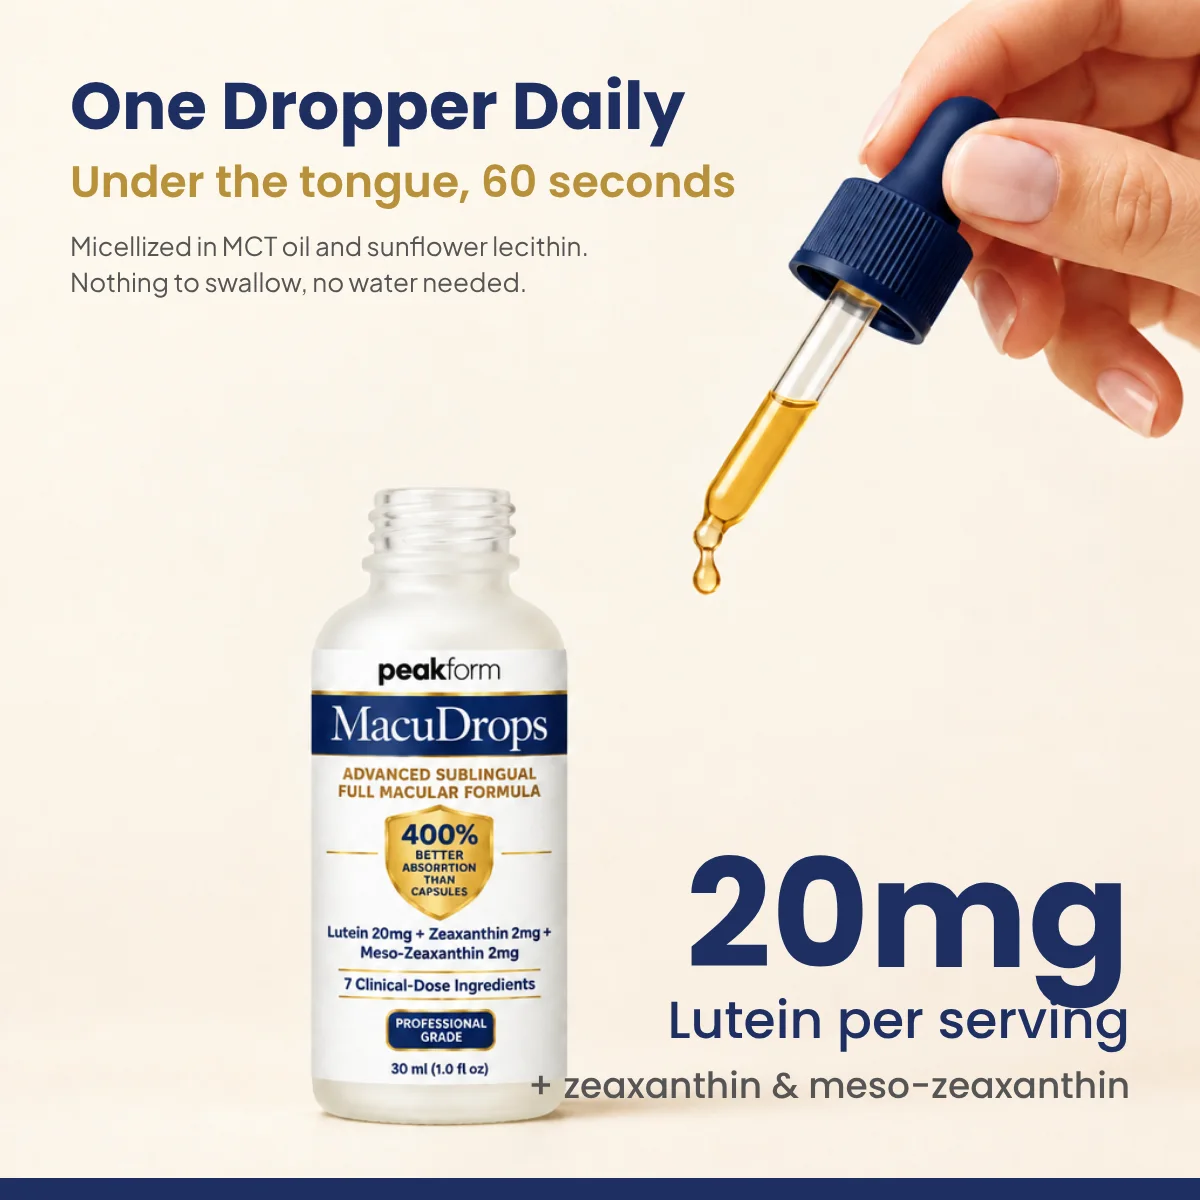 One Dropper Daily
Under the tongue, 60 seconds
Micellized in MCT oil and sunflower lecithin.
Nothing to swallow, no water needed.
peakform
MacuDrops
ADVANCED SUBLINGUAL
FULL MACULAR FORMULA
400%
BETTER
ABSORRTION
THAN
CAPSULES
Lutein 20mg + Zeaxanthin 2mg +
Meso-Zeaxanthin 2mg
7 Clinical-Dose Ingredients
PROFESSIONAL
GRADE
30 ml (1.0 fl oz)
20mg
Lutein per serving
+ zeaxanthin & meso-zeaxanthin